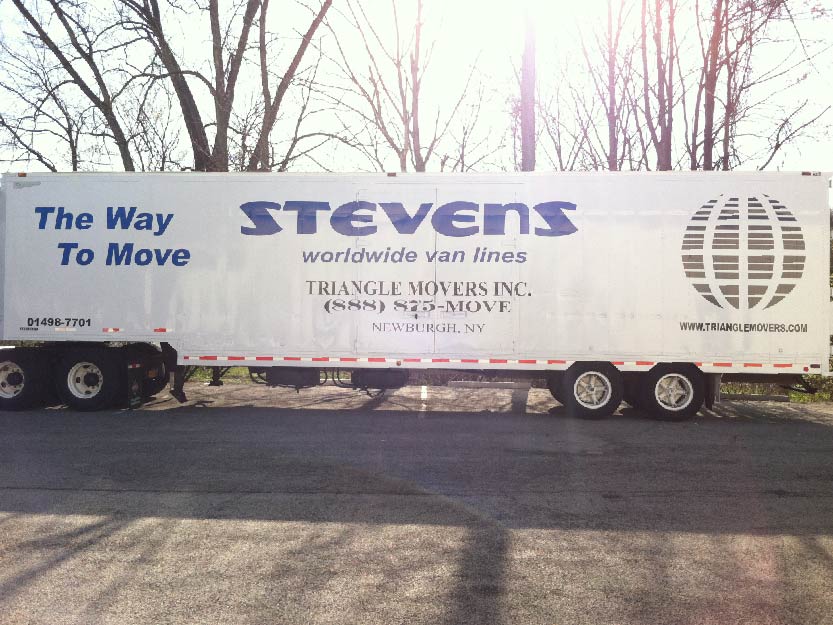 The Way
To Move
STEVENS
worldwide van lines
TRIANGLE MOVERS INC.
(888) 875-MOVE
NEWBURGH, NY
01498-7701
WWW.TRIANGLEMOVERS.COM